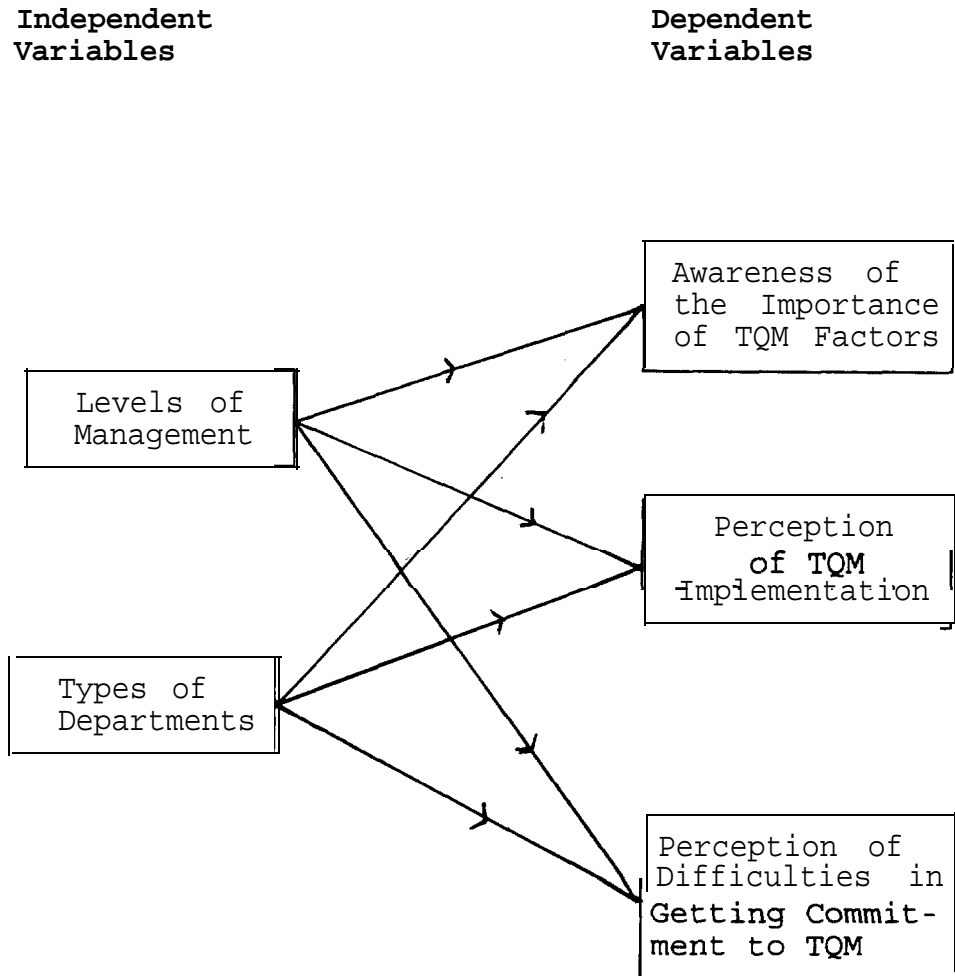 Independent
Variables
Dependent
Variables
Awareness of
the Importance
of TQM Factors
Levels of
Management
Perception
of TQM
Implementation
Types of
Departments
Perception of
Difficulties in
Getting Commit-
ment to TQM